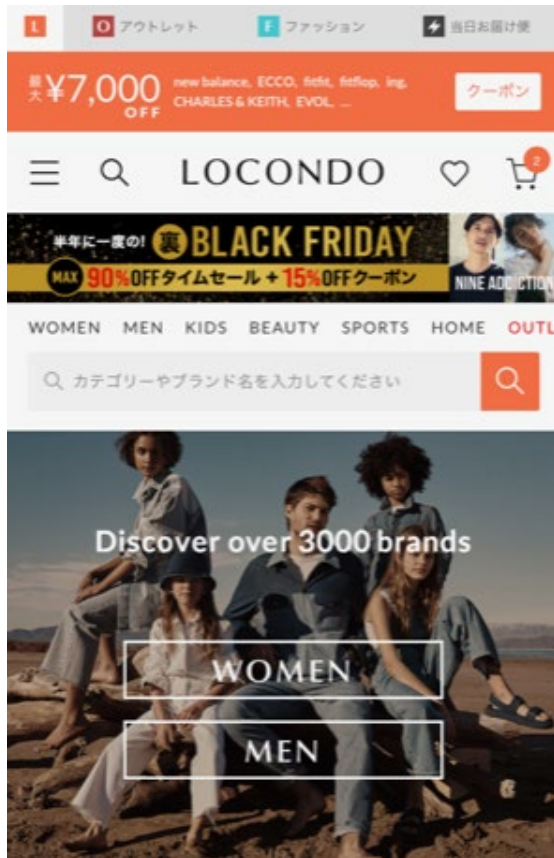 L
O アウトレット
F ファッション
当日お届け便
最大 ¥7,000 OFF
new balance, ECCO, fitfit, fitflop, ing,
CHARLES & KEITH, EVOL, ...
クーポン
LOCONDO
2
半年に一度の! 裏 BLACK FRIDAY
MAX 90%OFFタイムセール + 15%OFFクーポン
NINE ADDICTION
WOMEN MEN KIDS BEAUTY SPORTS HOME OUTL
カテゴリーやブランド名を入力してください
Discover over 3000 brands
WOMEN
MEN